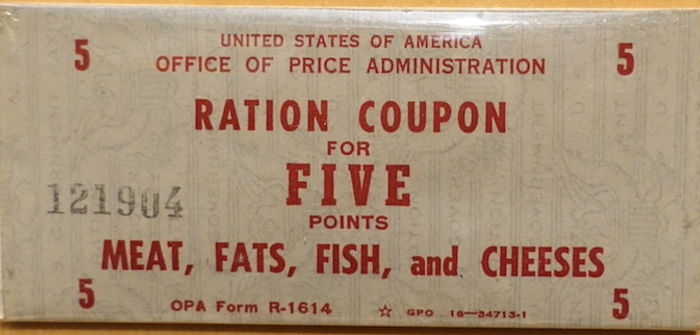 5 UNITED STATES OF AMERICA 5
OFFICE OF PRICE ADMINISTRATION
RATION COUPON
FOR
FIVE
121904
POINTS
MEAT, FATS, FISH, and CHEESES
5 OPA Form R-1614 ☆ GPO 16—34713-1 5